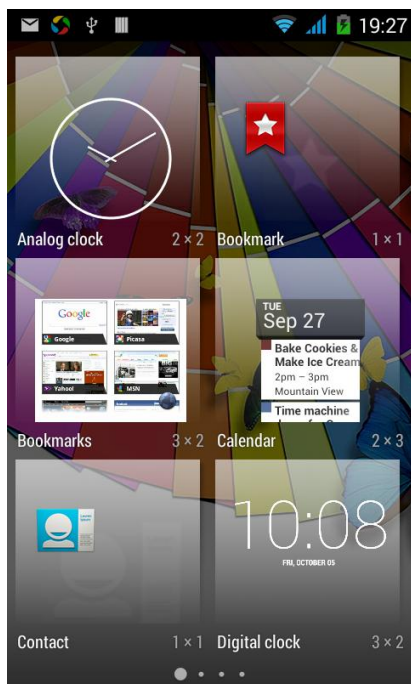 19:27
Analog clock 2 × 2
Bookmark 1 × 1
Google
Google
Picasa
Yahoo!
MSN
Bookmarks 3 × 2
TUE
Sep 27
Bake Cookies &
Make Ice Cream
2pm – 3pm
Mountain View
Time machine
Calendar 2 × 3
Contact 1 × 1
10:08
FRI, OCTOBER 05
Digital clock 3 × 2